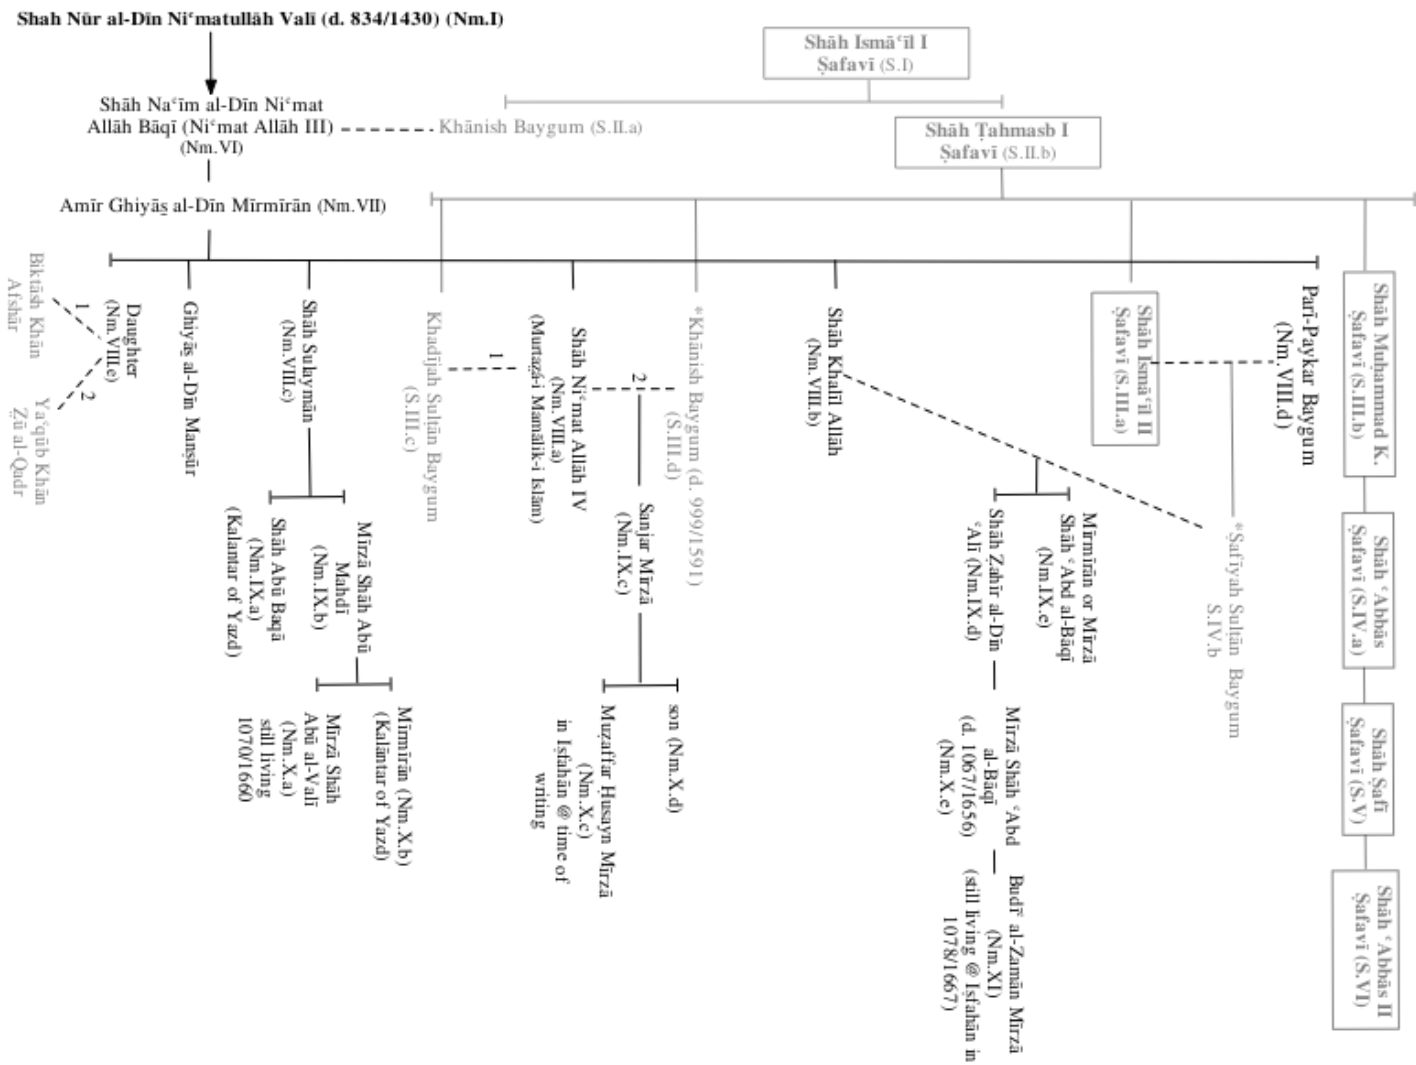 Shah Nūr al-Dīn Niʿmatullāh Valī (d. 834/1430) (Nm.I)
Shāh Ismāʿīl I
Ṣafavī (S.I)
Shāh Naʿīm al-Dīn Niʿmat
Allāh Bāqī (Niʿmat Allāh III)
(Nm.VI)
Khānish Baygum (S.II.a)
Shāh Ṭahmasb I
Ṣafavī (S.II.b)
Amīr Ghiyās̱ al-Dīn Mīrmīrān (Nm.VII)
Biktāsh Khān
Afshār
1
Yaʿqūb Khān
Ẕū al-Qadr
2
Daughter
(Nm.VIII.e)
Ghiyās̱ al-Dīn Manṣūr
Shāh Sulaymān
(Nm.VIII.c)
Khadījah Sulṭān Baygum
(S.III.c)
1
Shāh Niʿmat Allāh IV
(Nm.VIII.a)
(Murtaẓá-i Mamālik-i Islām)
2
*Khānish Baygum (d. 999/1591)
(S.III.d)
Shāh Khalīl Allāh
(Nm.VIII.b)
Shāh Ismāʿīl II
Ṣafavī (S.III.a)
Parī-Paykar Baygum
(Nm.VIII.d)
Shāh Muḥammad K.
Ṣafavī (S.III.b)
Shāh Abū Baqā
(Nm.IX.a)
(Kalantar of Yazd)
Mīrzā Shāh Abū
Mahdī
(Nm.IX.b)
Sanjar Mīrzā
(Nm.IX.c)
Shāh Ẓahīr al-Dīn
ʿAlī (Nm.IX.d)
Mīrmīrān or Mīrzā
Shāh ʿAbd al-Bāqī
(Nm.IX.e)
*Ṣafīyah Sulṭān Baygum
S.IV.b
Shāh ʿAbbās
Ṣafavī (S.IV.a)
Mīrzā Shāh
Abū al-Valī
(Nm.X.a)
still living
1070/1660
Mīrmīrān (Nm.X.b)
(Kalāntar of Yazd)
Muẓaffar Ḥusayn Mīrzā
(Nm.X.c)
in Iṣfahān @ time of
writing
son (Nm.X.d)
Mīrzā Shāh ʿAbd
al-Bāqī
(d. 1067/1656)
(Nm.X.e)
Shāh Ṣafī
Ṣafavī (S.V)
Budīʿ al-Zamān Mīrzā
(Nm.XI)
(still living @ Iṣfahān in
1078/1667)
Shāh ʿAbbās II
Ṣafavī (S.VI)